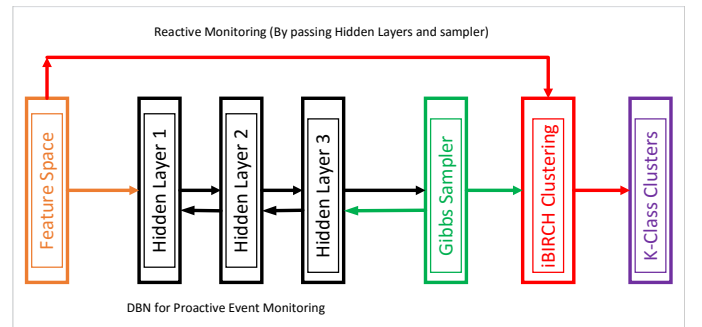 Reactive Monitoring (By passing Hidden Layers and sampler)
Feature Space
Hidden Layer 1
Hidden Layer 2
Hidden Layer 3
Gibbs Sampler
iBIRCH Clustering
K-Class Clusters
DBN for Proactive Event Monitoring